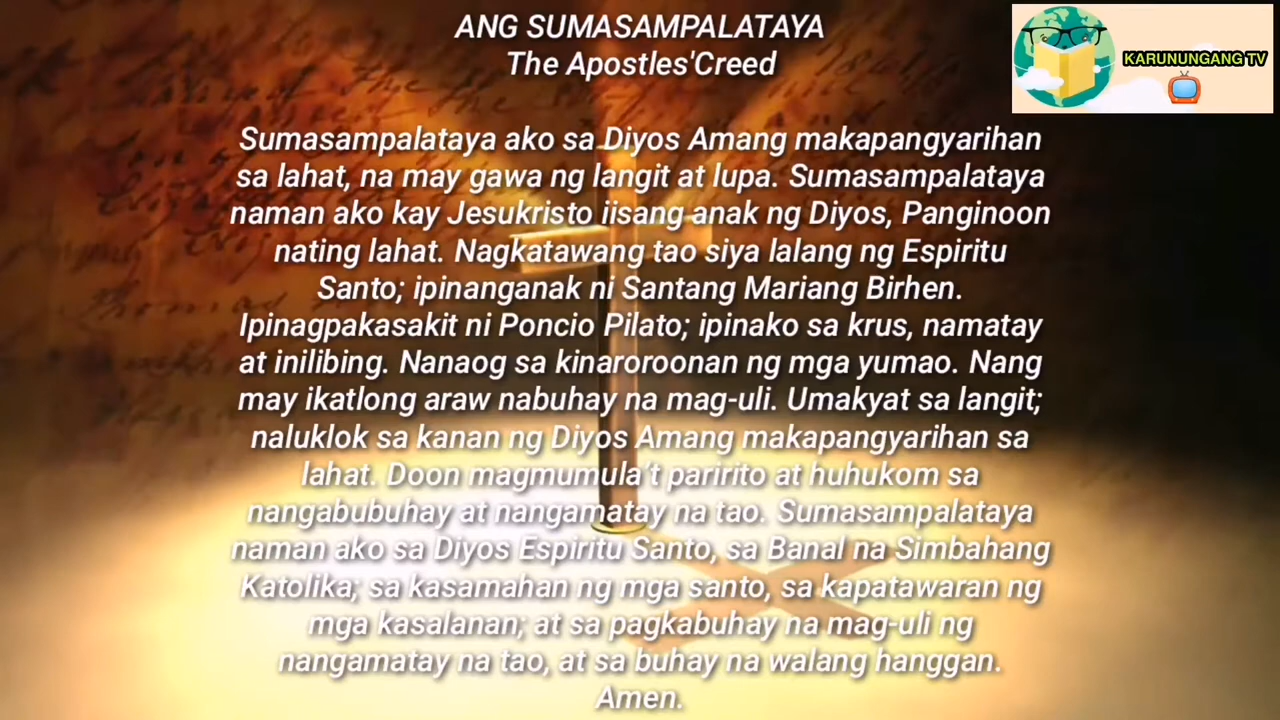 ANG SUMASAMPALATAYA
The Apostles'Creed
KARUNUNGANG TV
Sumasampalataya ako sa Diyos Amang makapangyarihan
sa lahat, na may gawa ng langit at lupa. Sumasampalataya
naman ako kay Jesukristo iisang anak ng Diyos, Panginoon
nating lahat. Nagkatawang tao siya lalang ng Espiritu
Santo; ipinanganak ni Santang Mariang Birhen.
Ipinagpakasakit ni Poncio Pilato; ipinako sa krus, namatay
at inilibing. Nanaog sa kinaroroonan ng mga yumao. Nang
may ikatlong araw nabuhay na mag-uli. Umakyat sa langit;
naluklok sa kanan ng Diyos Amang makapangyarihan sa
lahat. Doon magmumula't paririto at huhukom sa
nangabubuhay at nangamatay na tao. Sumasampalataya
naman ako sa Diyos Espiritu Santo, sa Banal na Simbahang
Katolika; sa kasamahan ng mga santo, sa kapatawaran ng
mga kasalanan; at sa pagkabuhay na mag-uli ng
nangamatay na tao, at sa buhay na walang hanggan.
Amen.